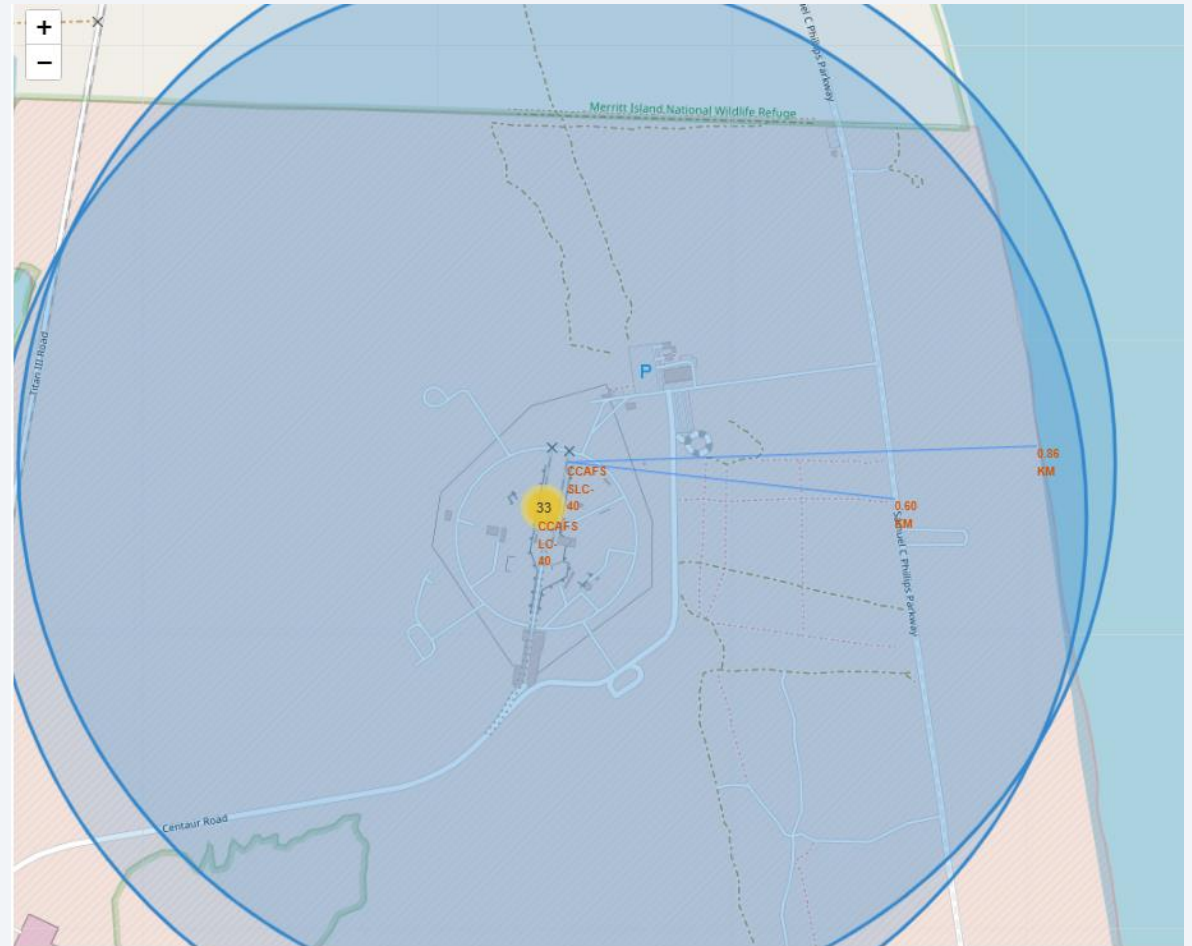 +
−
el C Phillips Parkway
Merritt Island National Wildlife Refuge
Titan III Road
P
CCAFS
SLC-
40
33
CCAFS
LC-
40
0.86
KM
0.60
KM
Samuel C Phillips Parkway
Centaur Road